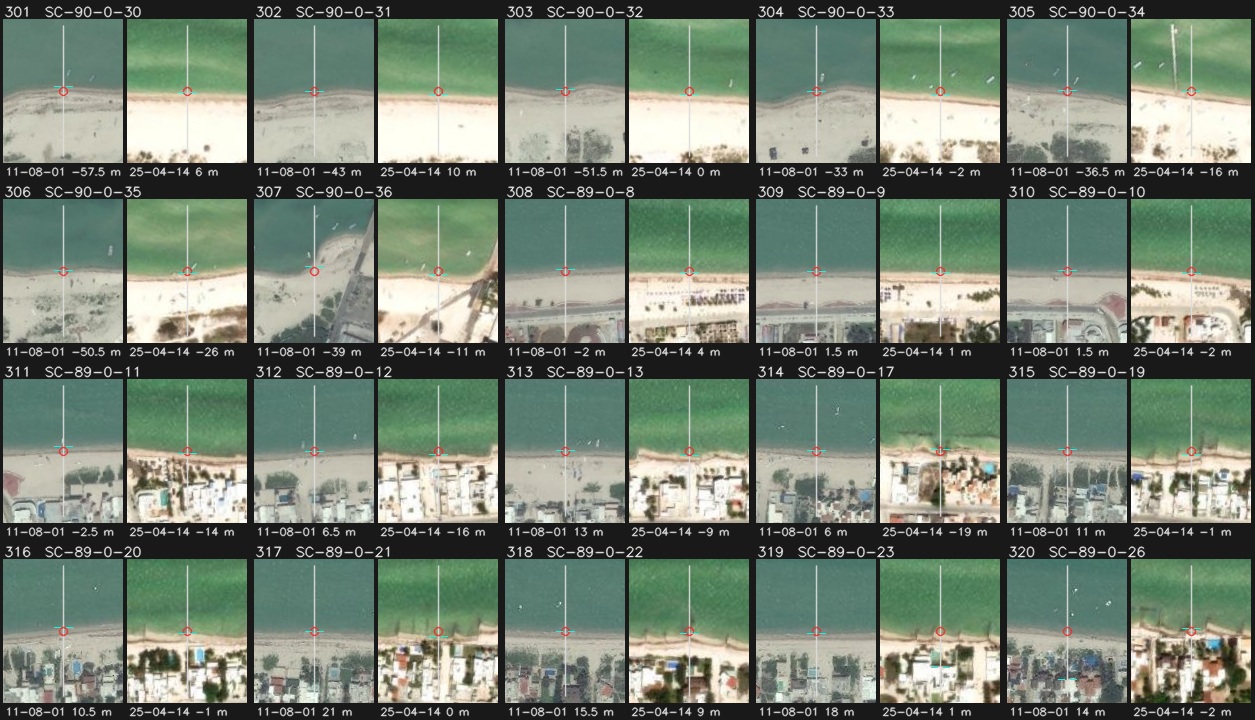 301 SC-90-0-30
302 SC-90-0-31
303 SC-90-0-32
304 SC-90-0-33
305 SC-90-0-34
11-08-01 -57.5 m 25-04-14 6 m
11-08-01 -43 m 25-04-14 10 m
11-08-01 -51.5 m 25-04-14 0 m
11-08-01 -33 m 25-04-14 -2 m
11-08-01 -36.5 m 25-04-14 -16 m
306 SC-90-0-35
307 SC-90-0-36
308 SC-89-0-8
309 SC-89-0-9
310 SC-89-0-10
11-08-01 -50.5 m 25-04-14 -26 m
11-08-01 -39 m 25-04-14 -11 m
11-08-01 -2 m 25-04-14 4 m
11-08-01 1.5 m 25-04-14 1 m
11-08-01 1.5 m 25-04-14 -2 m
311 SC-89-0-11
312 SC-89-0-12
313 SC-89-0-13
314 SC-89-0-17
315 SC-89-0-19
11-08-01 -2.5 m 25-04-14 -14 m
11-08-01 6.5 m 25-04-14 -16 m
11-08-01 13 m 25-04-14 -9 m
11-08-01 6 m 25-04-14 -19 m
11-08-01 11 m 25-04-14 -1 m
316 SC-89-0-20
317 SC-89-0-21
318 SC-89-0-22
319 SC-89-0-23
320 SC-89-0-26
11-08-01 10.5 m 25-04-14 -1 m
11-08-01 21 m 25-04-14 0 m
11-08-01 15.5 m 25-04-14 9 m
11-08-01 18 m 25-04-14 1 m
11-08-01 14 m 25-04-14 -2 m